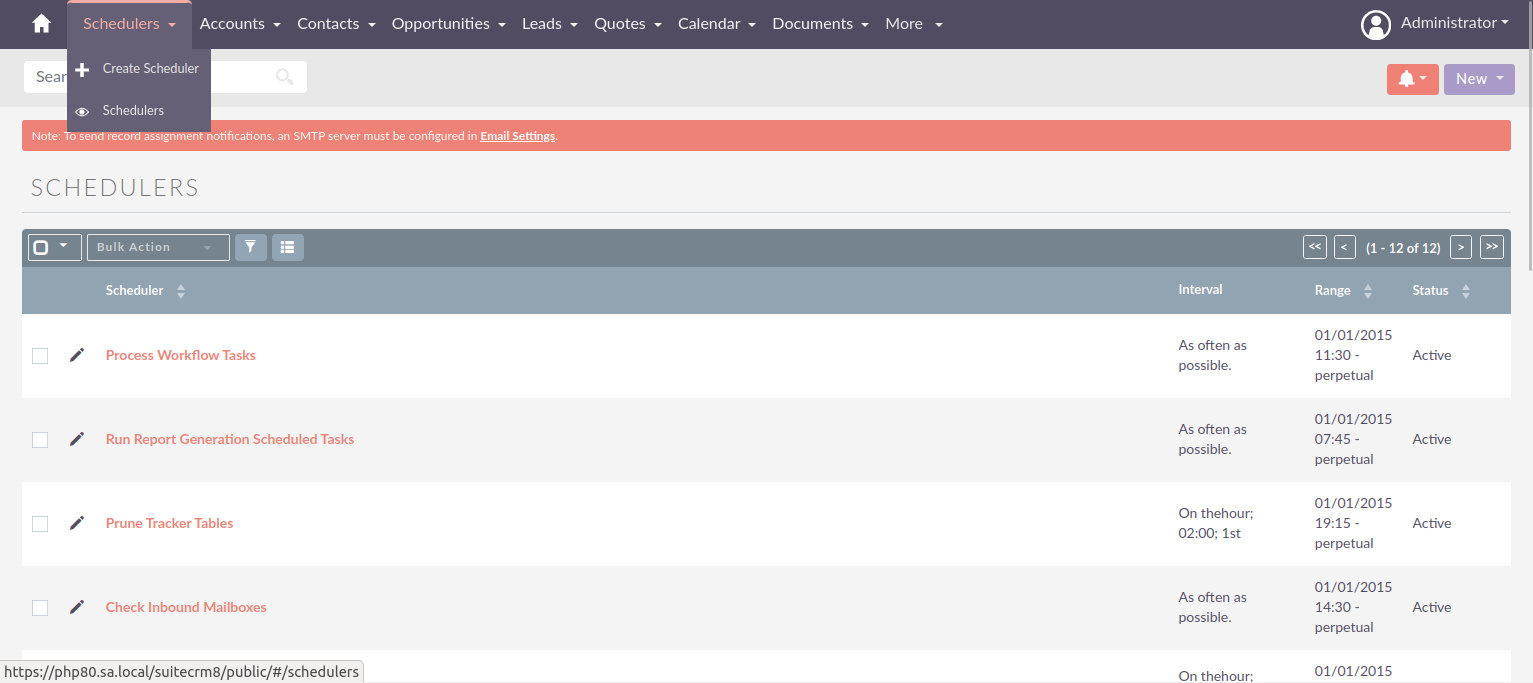 Schedulers Accounts Contacts Opportunities Leads Quotes Calendar Documents More Administrator
Create Scheduler
Sear
New
Schedulers
Note: To send record assignment notifications, an SMTP server must be configured in Email Settings.
SCHEDULERS
Bulk Action << < (1 - 12 of 12) > >>
Scheduler Interval Range Status
Process Workflow Tasks
As often as
possible.
01/01/2015
11:30 -
perpetual
Active
Run Report Generation Scheduled Tasks
As often as
possible.
01/01/2015
07:45 -
perpetual
Active
Prune Tracker Tables
On thehour;
02:00; 1st
01/01/2015
19:15 -
perpetual
Active
Check Inbound Mailboxes
As often as
possible.
01/01/2015
14:30 -
perpetual
Active
On thehour;
01/01/2015
https://php80.sa.local/suitecrm8/public/#/schedulers